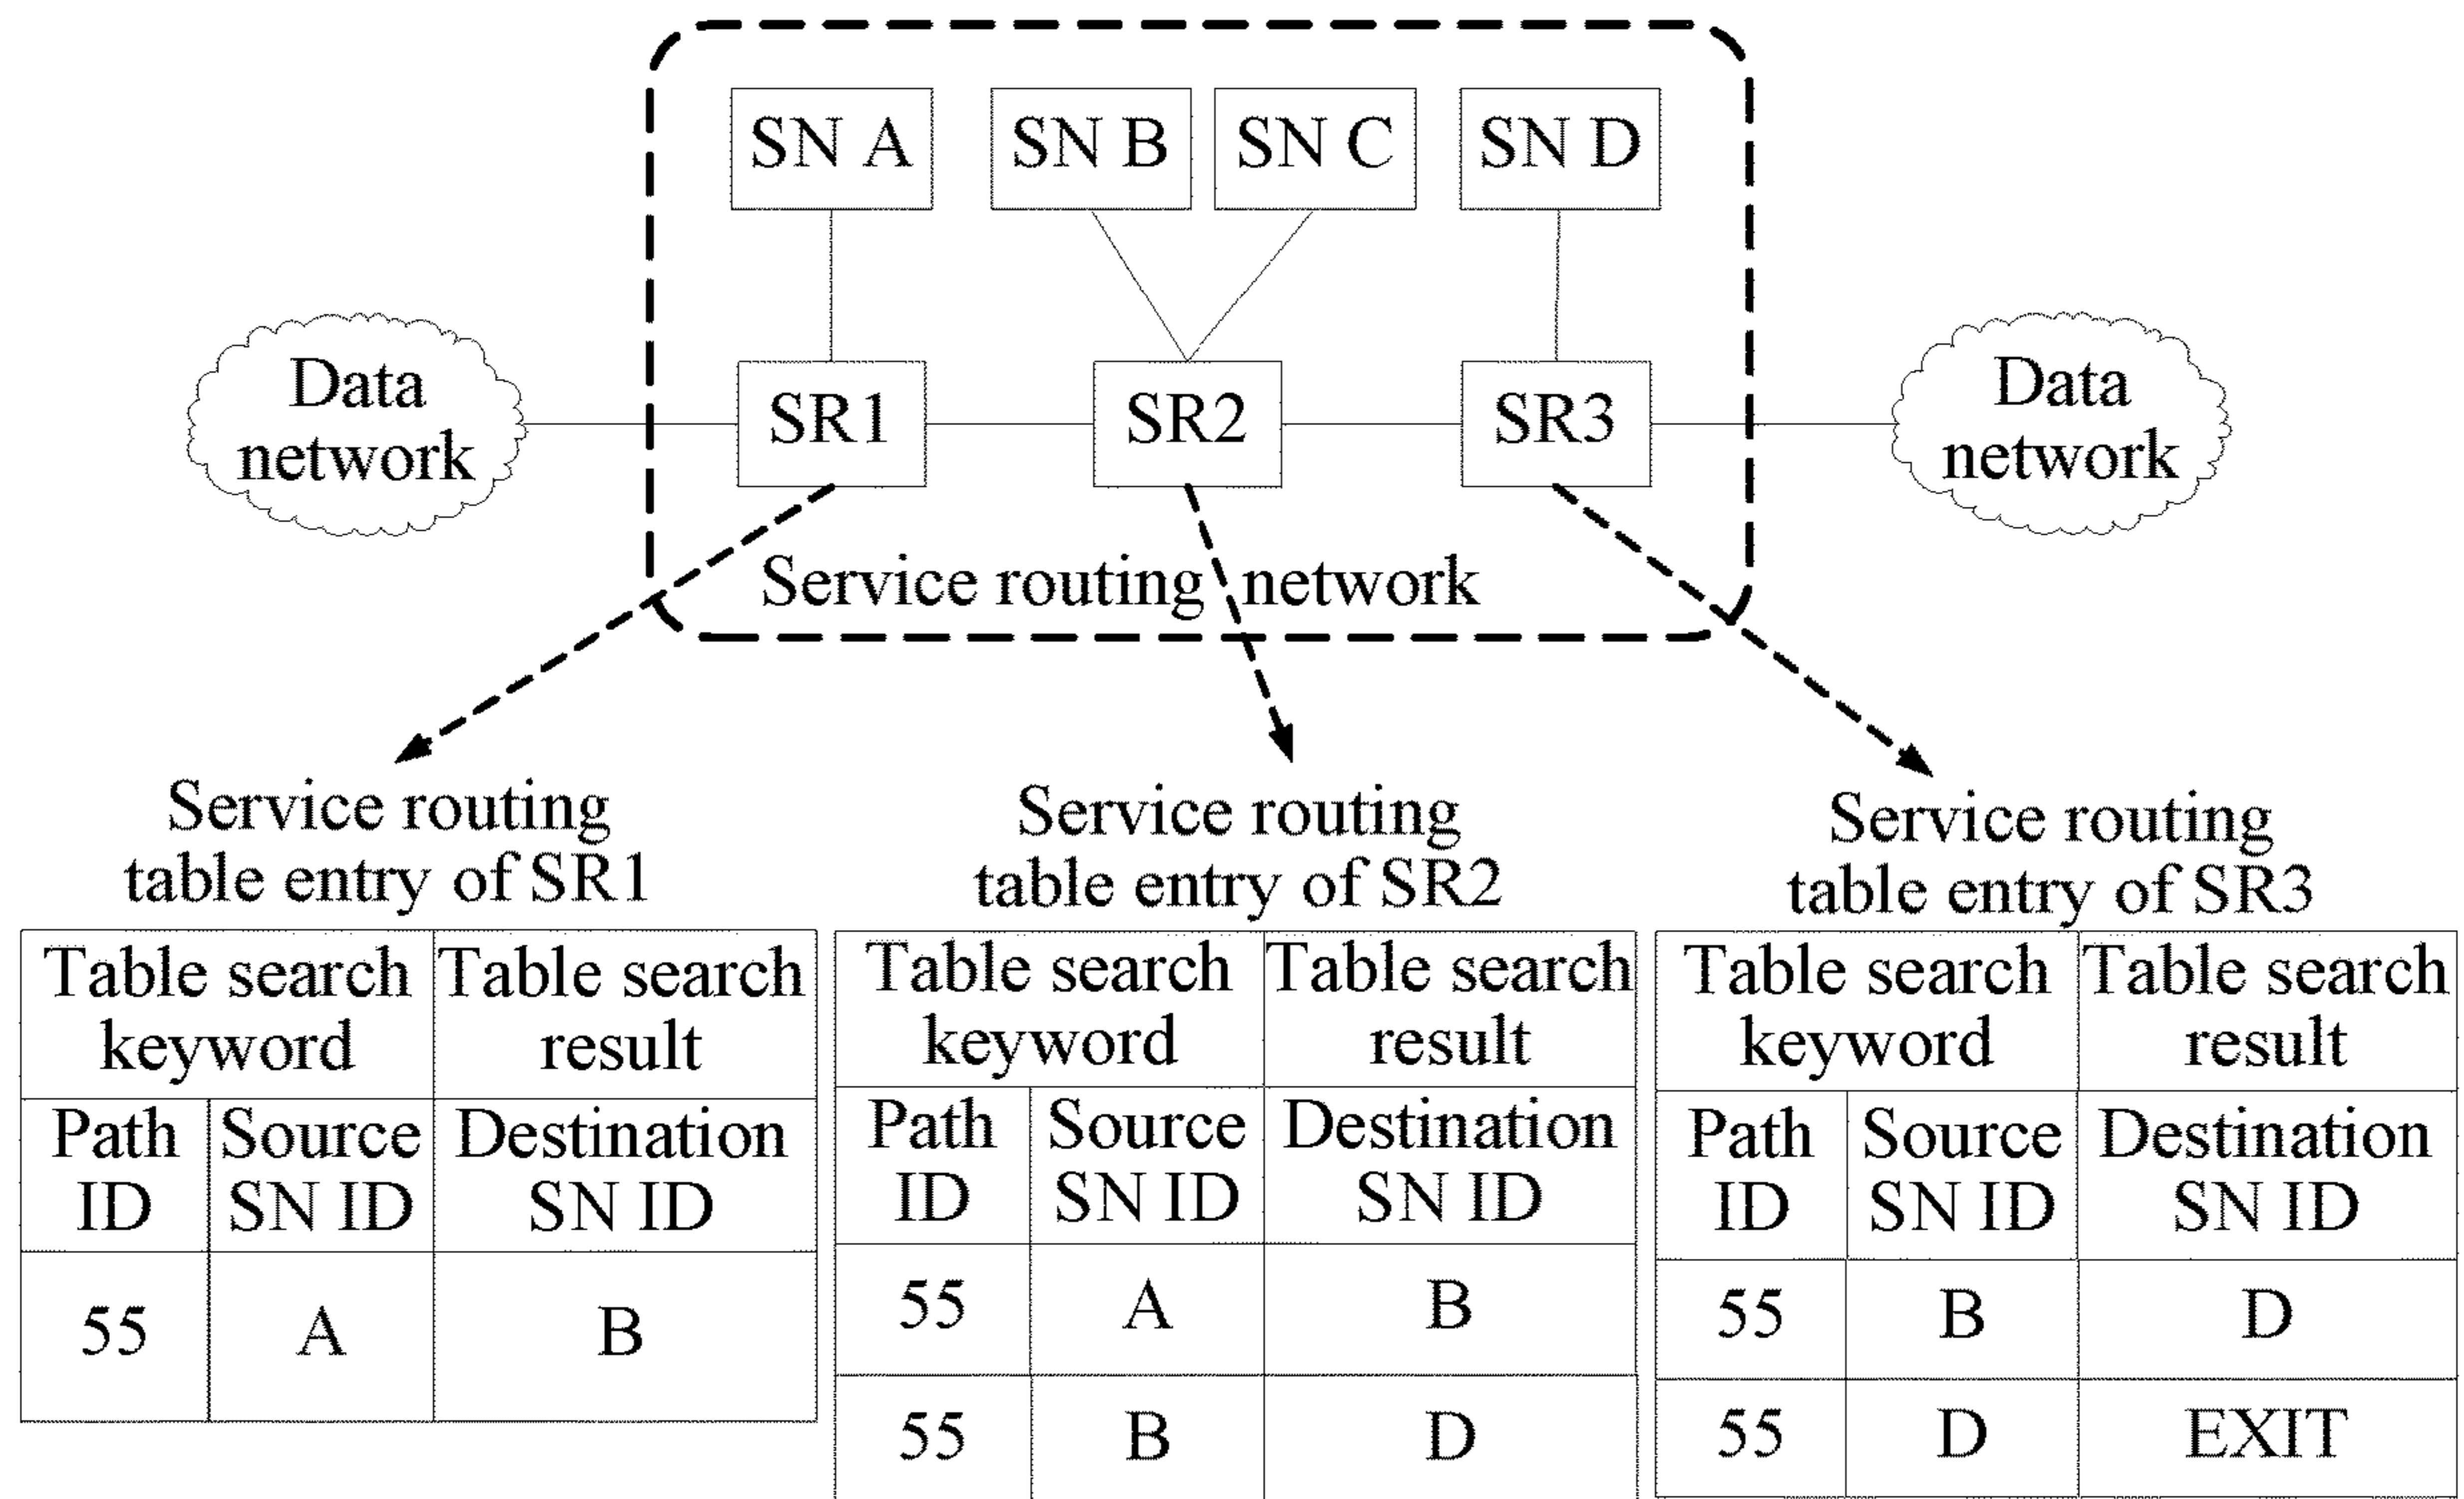 SN A
SN B
SN C
SN D
Data
network
SR1
SR2
SR3
Data
network
Service routing network
Service routing
table entry of SR1
Table search
keyword
Table search
result
Path
ID
Source
SN ID
Destination
SN ID
55
A
B
Service routing
table entry of SR2
Table search
keyword
Table search
result
Path
ID
Source
SN ID
Destination
SN ID
55
A
B
55
B
D
Service routing
table entry of SR3
Table search
keyword
Table search
result
Path
ID
Source
SN ID
Destination
SN ID
55
B
D
55
D
EXIT